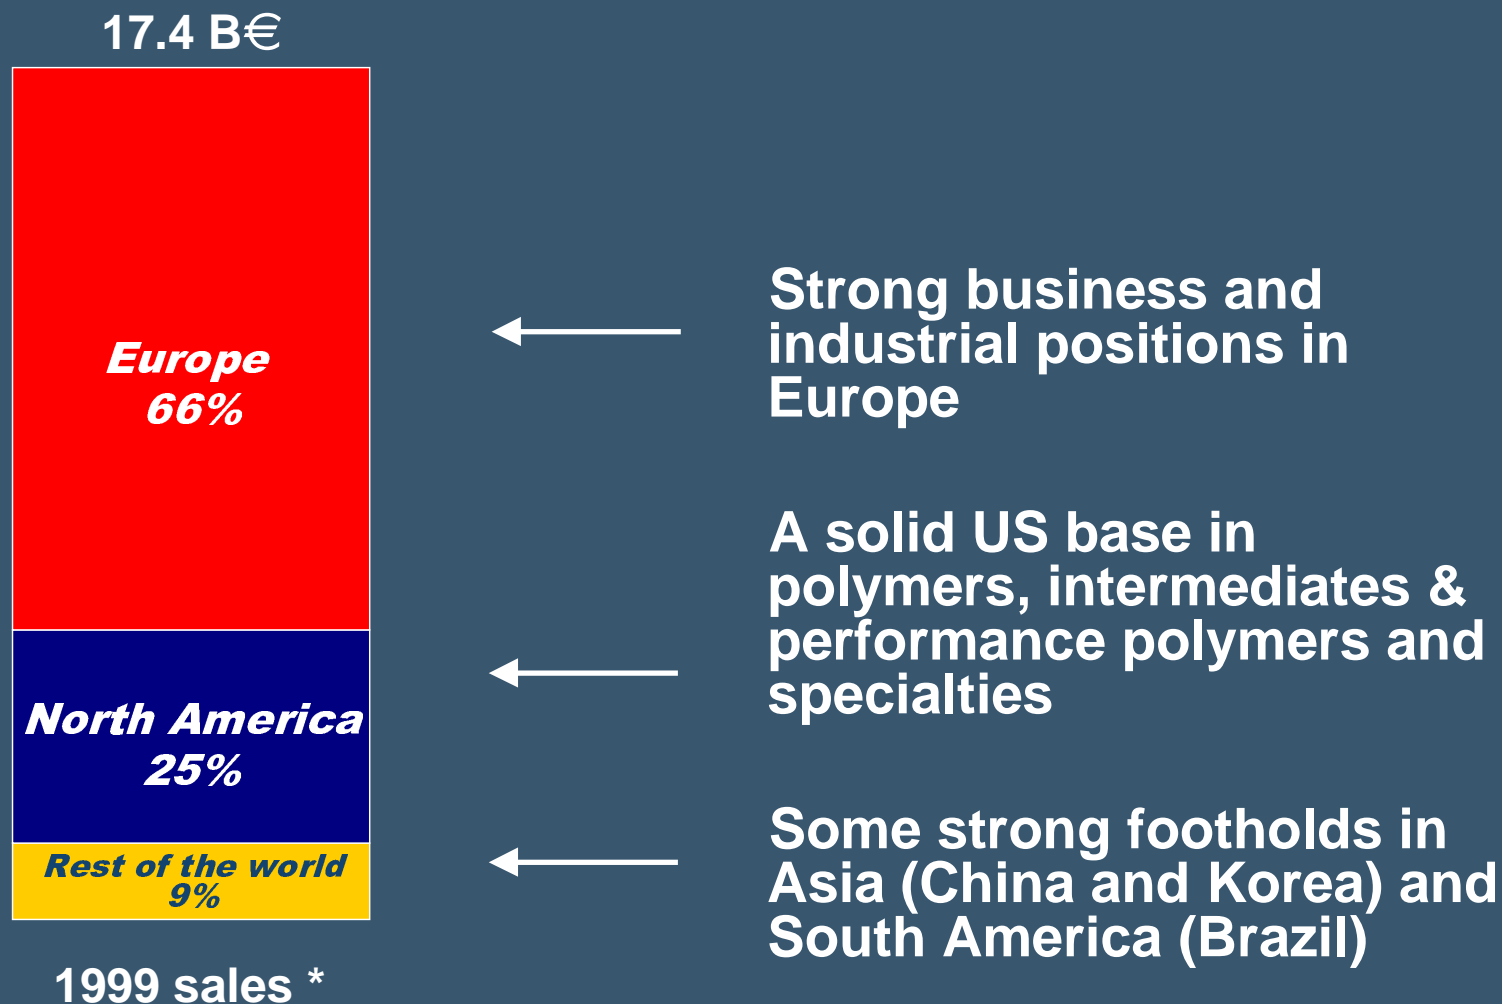 17.4 B€
Europe
66%
North America
25%
Rest of the world
9%
1999 sales *
Strong business and
industrial positions in
Europe
A solid US base in
polymers, intermediates &
performance polymers and
specialties
Some strong footholds in
Asia (China and Korea) and
South America (Brazil)